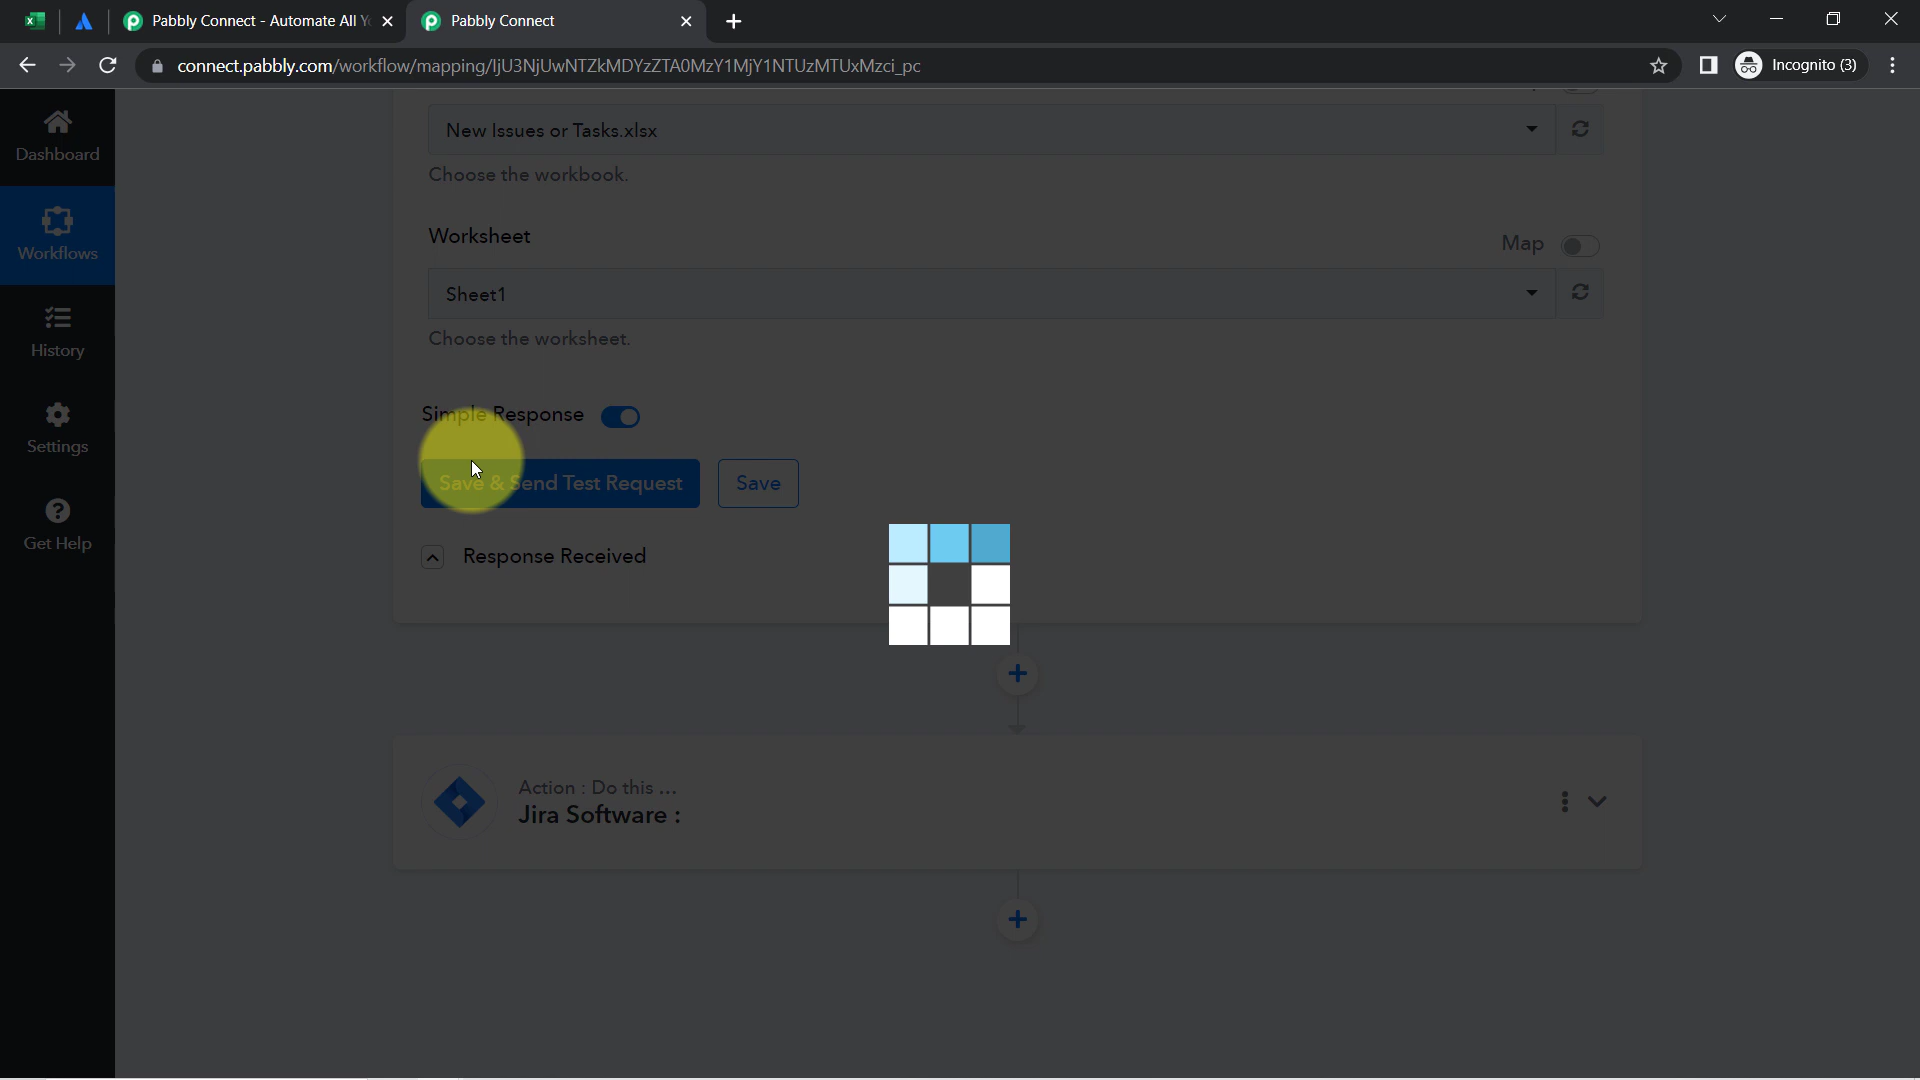 Pabbly Connect - Automate All Yo
Pabbly Connect
connect.pabbly.com/workflow/mapping/IjU3NjUwNTZkMDYzZTA0MzY1MjY1NTUzMTUxMzci_pc
Incognito (3)
Dashboard
Workflows
History
Settings
Get Help
New Issues or Tasks.xlsx
Choose the workbook.
Worksheet
Map
Sheet1
Choose the worksheet.
Simple Response
Save & Send Test Request
Save
Response Received
Action : Do this ...
Jira Software :